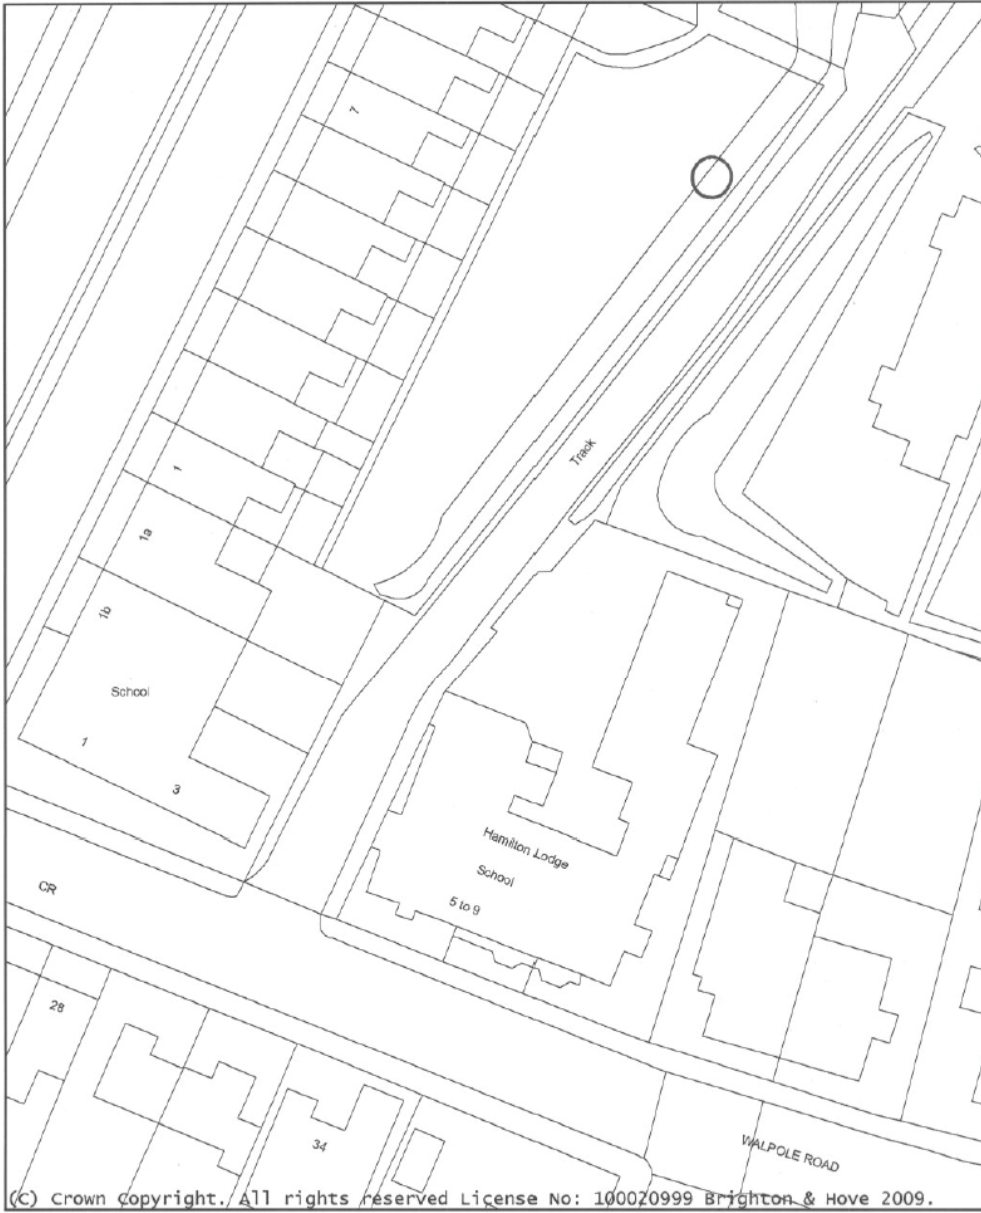 7
Track
1
1a
1b
School
1
3
Hamilton Lodge
School
5 to 9
CR
28
34
WALPOLE ROAD
(C) Crown Copyright. All rights reserved License No: 100020999 Brighton & Hove 2009.